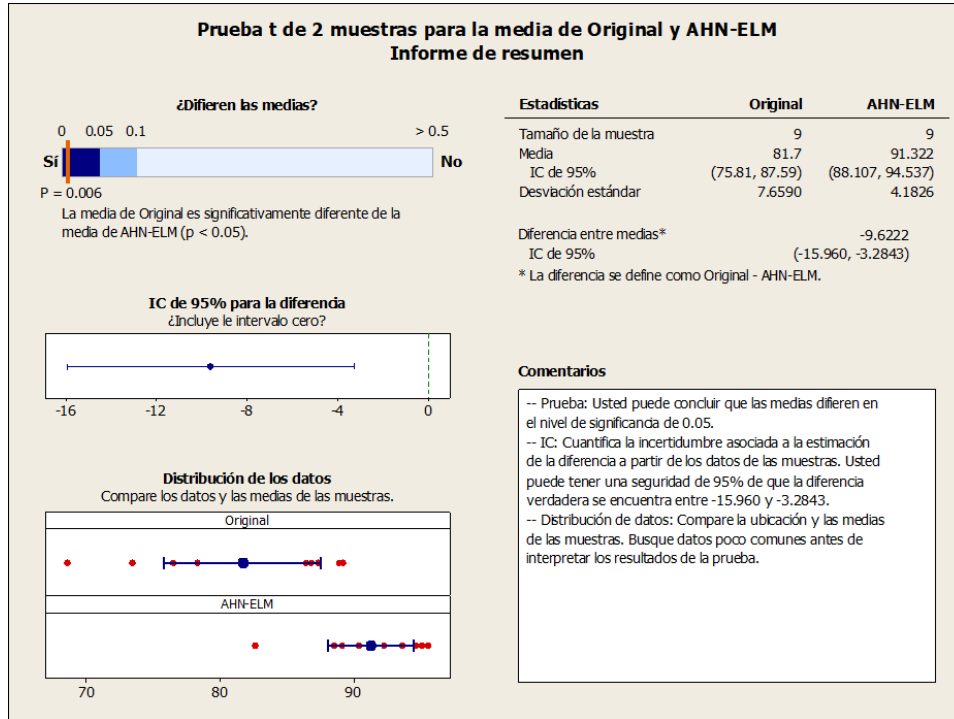 Prueba t de 2 muestras para la media de Original y AHN-ELM
Informe de resumen
¿Difieren las medias?
0 0.05 0.1 > 0.5
Sí No
P = 0.006
La media de Original es significativamente diferente de la
media de AHN-ELM (p < 0.05).
IC de 95% para la diferencia
¿Incluye le intervalo cero?
-16 -12 -8 -4 0
Distribución de los datos
Compare los datos y las medias de las muestras.
Original
AHN-ELM
70 80 90
Estadísticas Original AHN-ELM
Tamaño de la muestra 9 9
Media 81.7 91.322
IC de 95% (75.81, 87.59) (88.107, 94.537)
Desviación estándar 7.6590 4.1826
Diferencia entre medias* -9.6222
IC de 95% (-15.960, -3.2843)
* La diferencia se define como Original - AHN-ELM.
Comentarios
-- Prueba: Usted puede concluir que las medias difieren en
el nivel de significancia de 0.05.
-- IC: Cuantifica la incertidumbre asociada a la estimación
de la diferencia a partir de los datos de las muestras. Usted
puede tener una seguridad de 95% de que la diferencia
verdadera se encuentra entre -15.960 y -3.2843.
-- Distribución de datos: Compare la ubicación y las medias
de las muestras. Busque datos poco comunes antes de
interpretar los resultados de la prueba.